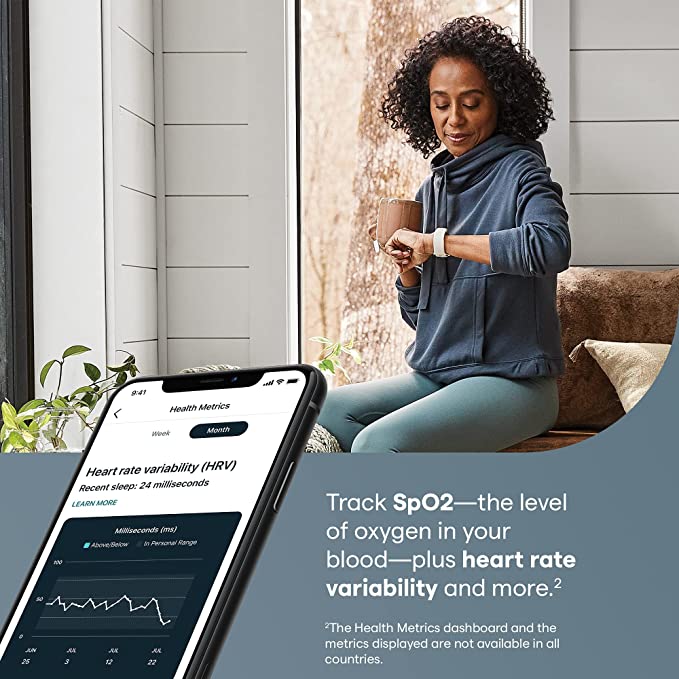 9:41
Health Metrics
Week Month
Heart rate variability (HRV)
Recent sleep: 24 milliseconds
LEARN MORE
Milliseconds (ms)
Above/Below In Personal Range
100
50
0
JUN JUL JUL JUL
25 3 12 22
Track SpO2—the level
of oxygen in your
blood—plus heart rate
variability and more.²
²The Health Metrics dashboard and the
metrics displayed are not available in all
countries.